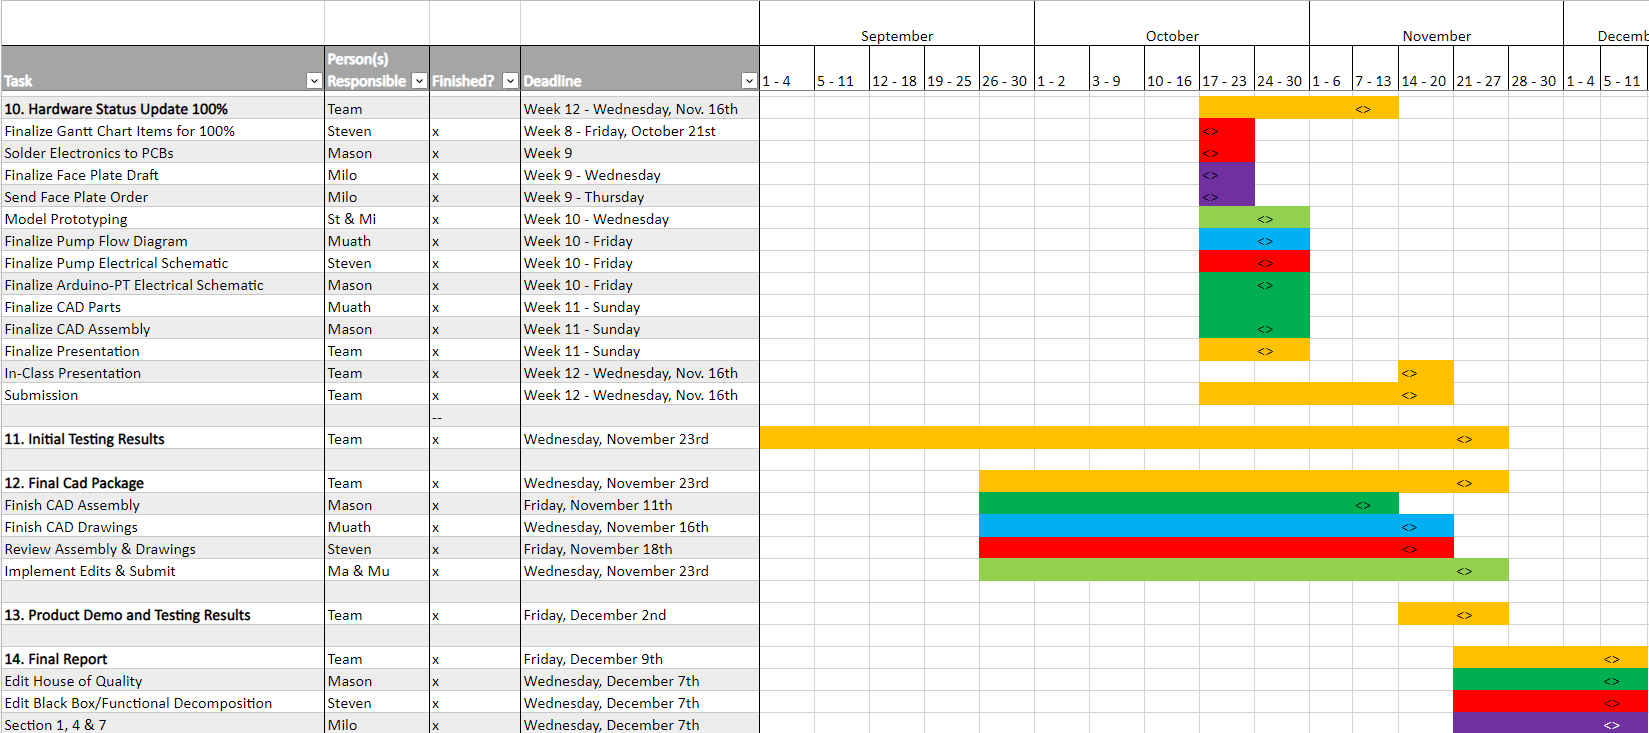 September October November Decemb
Task Person(s) Responsible Finished? Deadline 1 - 4 5 - 11 12 - 18 19 - 25 26 - 30 1 - 2 3 - 9 10 - 16 17 - 23 24 - 30 1 - 6 7 - 13 14 - 20 21 - 27 28 - 30 1 - 4 5 - 11
10. Hardware Status Update 100% Team Week 12 - Wednesday, Nov. 16th <>
Finalize Gantt Chart Items for 100% Steven x Week 8 - Friday, October 21st <>
Solder Electronics to PCBs Mason x Week 9 <>
Finalize Face Plate Draft Milo x Week 9 - Wednesday <>
Send Face Plate Order Milo x Week 9 - Thursday <>
Model Prototyping St & Mi x Week 10 - Wednesday <>
Finalize Pump Flow Diagram Muath x Week 10 - Friday <>
Finalize Pump Electrical Schematic Steven x Week 10 - Friday <>
Finalize Arduino-PT Electrical Schematic Mason x Week 10 - Friday <>
Finalize CAD Parts Muath x Week 11 - Sunday
Finalize CAD Assembly Mason x Week 11 - Sunday <>
Finalize Presentation Team x Week 11 - Sunday <>
In-Class Presentation Team x Week 12 - Wednesday, Nov. 16th <>
Submission Team x Week 12 - Wednesday, Nov. 16th <>
--
11. Initial Testing Results Team x Wednesday, November 23rd <>
12. Final Cad Package Team x Wednesday, November 23rd <>
Finish CAD Assembly Mason x Friday, November 11th <>
Finish CAD Drawings Muath x Wednesday, November 16th <>
Review Assembly & Drawings Steven x Friday, November 18th <>
Implement Edits & Submit Ma & Mu x Wednesday, November 23rd <>
13. Product Demo and Testing Results Team x Friday, December 2nd <>
14. Final Report Team x Friday, December 9th <>
Edit House of Quality Mason x Wednesday, December 7th <>
Edit Black Box/Functional Decomposition Steven x Wednesday, December 7th <>
Section 1, 4 & 7 Milo x Wednesday, December 7th <>